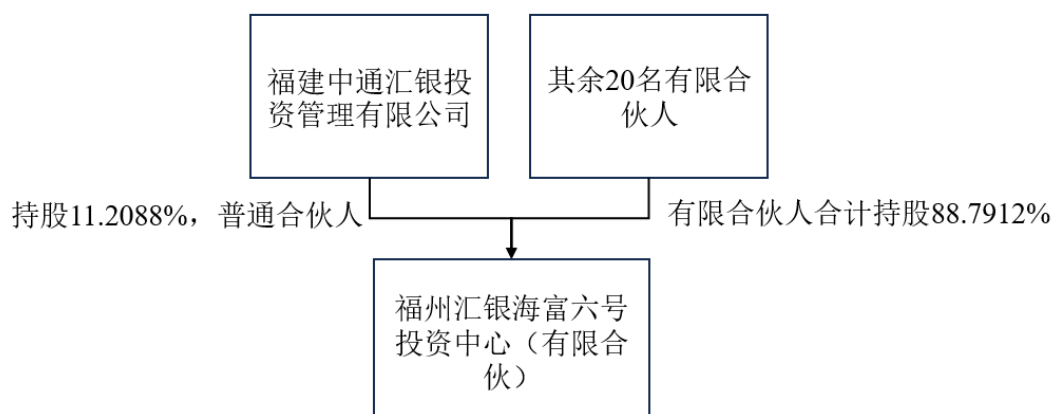 福建中通汇银投
资管理有限公司
其余20名有限合
伙人
持股11.2088%，普通合伙人
有限合伙人合计持股88.7912%
福州汇银海富六号
投资中心（有限合
伙）